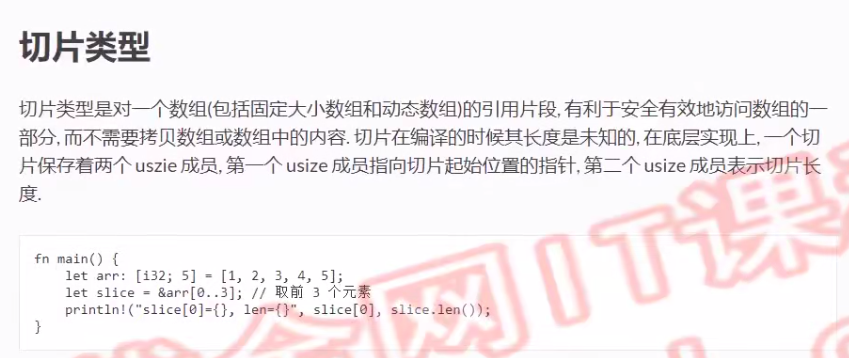 切片类型
切片类型是对一个数组(包括固定大小数组和动态数组)的引用片段, 有利于安全有效地访问数组的一
部分, 而不需要拷贝数组或数组中的内容. 切片在编译的时候其长度是未知的, 在底层实现上, 一个切
片保存着两个 uszie 成员, 第一个 usize 成员指向切片起始位置的指针, 第二个 usize 成员表示切片长
度.
fn main() {
    let arr: [i32; 5] = [1, 2, 3, 4, 5];
    let slice = &arr[0..3]; // 取前 3 个元素
    println!("slice[0]={}, len={}", slice[0], slice.len());
}
网IT课